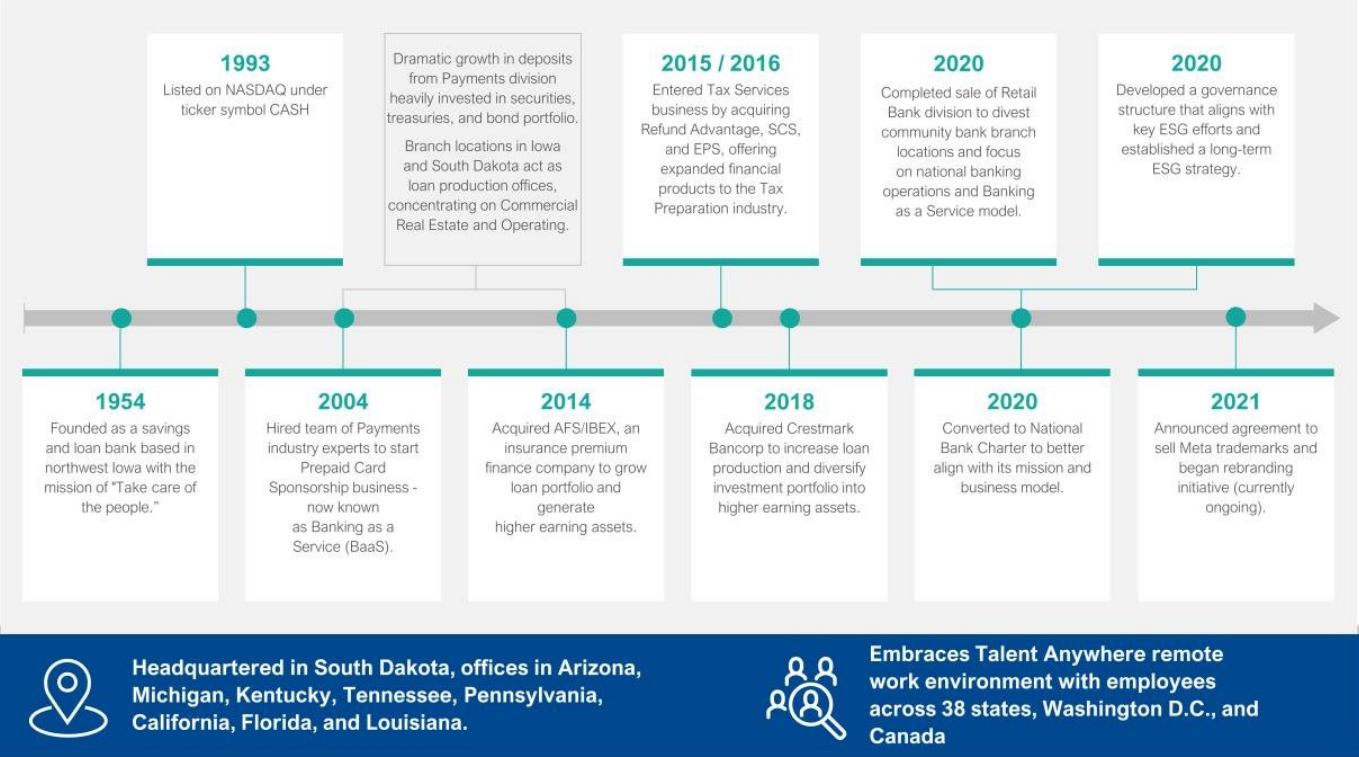 1993
Listed on NASDAQ under
ticker symbol CASH
Dramatic growth in deposits
from Payments division
heavily invested in securities,
treasuries, and bond portfolio.
Branch locations in Iowa
and South Dakota act as
loan production offices,
concentrating on Commercial
Real Estate and Operating.
2015 / 2016
Entered Tax Services
business by acquiring
Refund Advantage, SCS,
and EPS, offering
expanded financial
products to the Tax
Preparation industry.
2020
Completed sale of Retail
Bank division to divest
community bank branch
locations and focus
on national banking
operations and Banking
as a Service model.
2020
Developed a governance
structure that aligns with
key ESG efforts and
established a long-term
ESG strategy.
1954
Founded as a savings
and loan bank based in
northwest Iowa with the
mission of "Take care of
the people."
2004
Hired team of Payments
industry experts to start
Prepaid Card
Sponsorship business -
now known
as Banking as a
Service (BaaS).
2014
Acquired AFS/IBEX, an
insurance premium
finance company to grow
loan portfolio and
generate
higher earning assets.
2018
Acquired Crestmark
Bancorp to increase loan
production and diversify
investment portfolio into
higher earning assets.
2020
Converted to National
Bank Charter to better
align with its mission and
business model.
2021
Announced agreement to
sell Meta trademarks and
began rebranding
initiative (currently
ongoing).
Headquartered in South Dakota, offices in Arizona,
Michigan, Kentucky, Tennessee, Pennsylvania,
California, Florida, and Louisiana.
Embraces Talent Anywhere remote
work environment with employees
across 38 states, Washington D.C., and
Canada